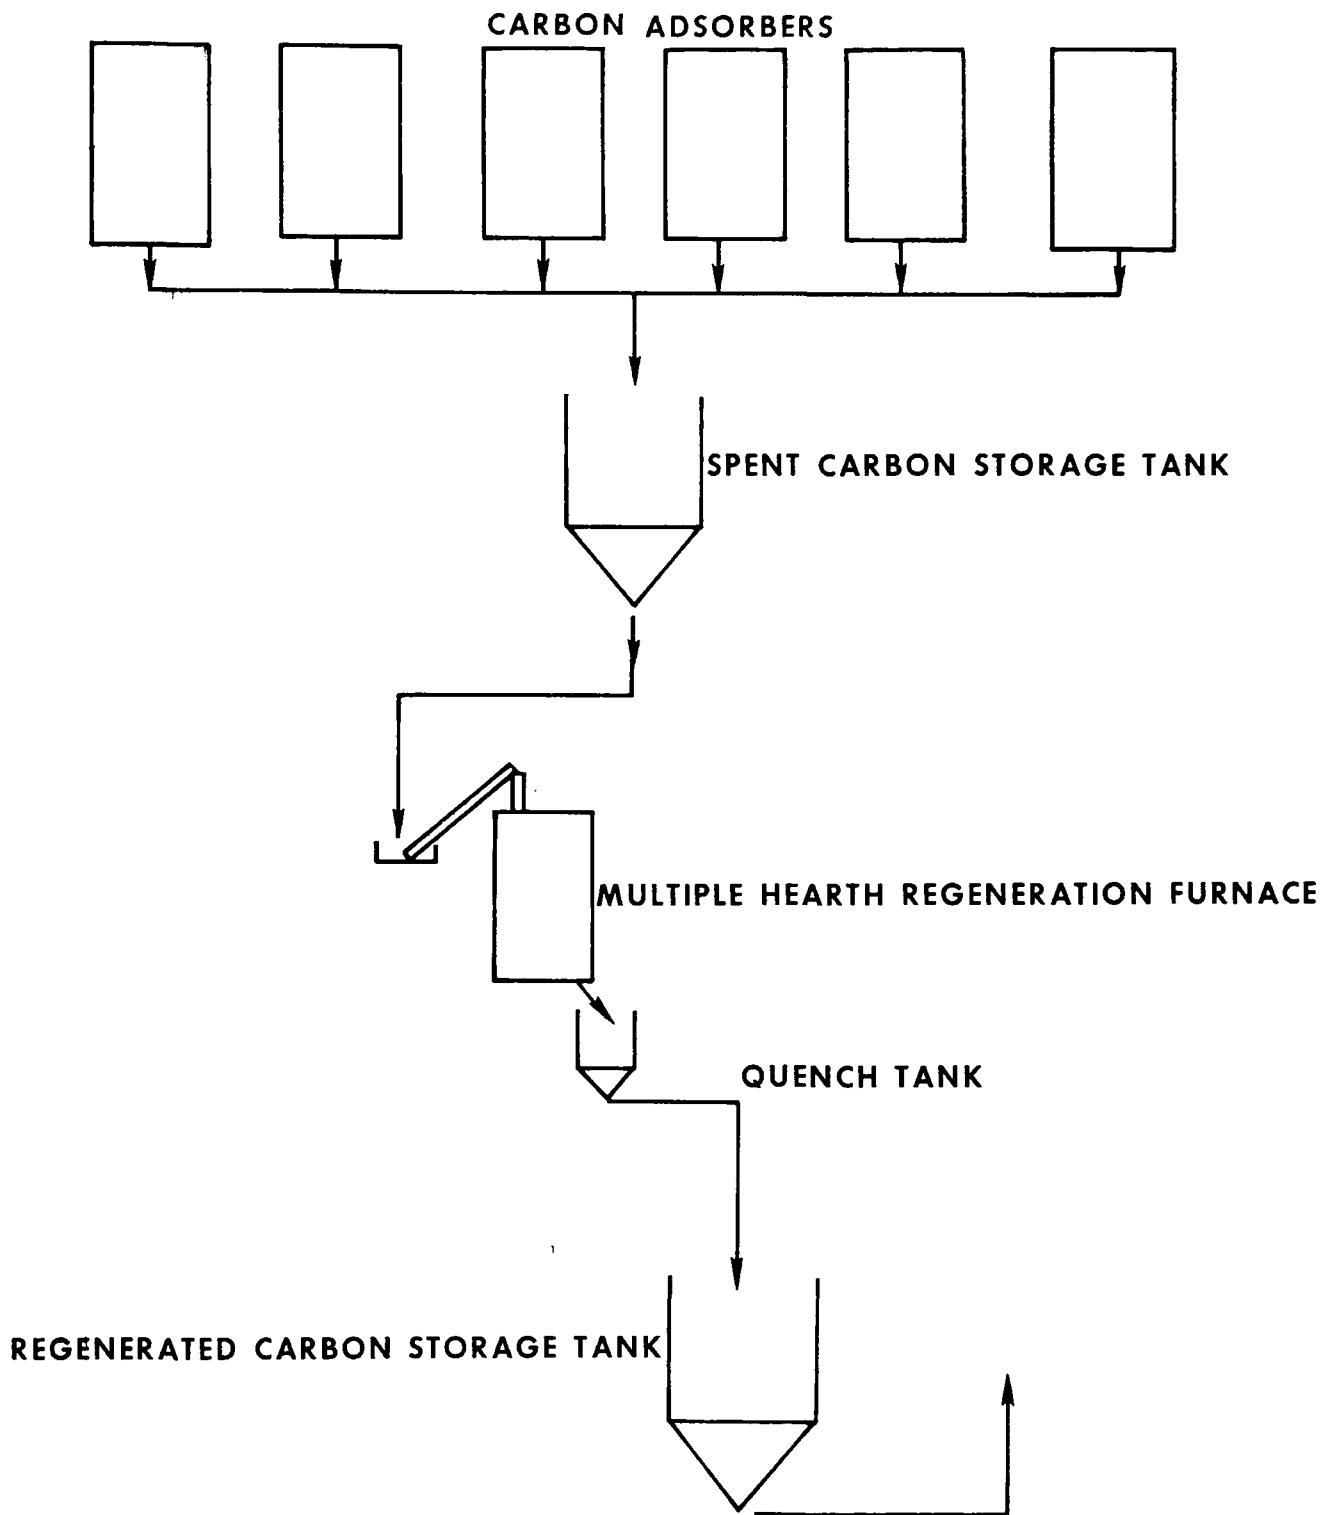 CARBON ADSORBERS
SPENT CARBON STORAGE TANK
MULTIPLE HEARTH REGENERATION FURNACE
QUENCH TANK
REGENERATED CARBON STORAGE TANK